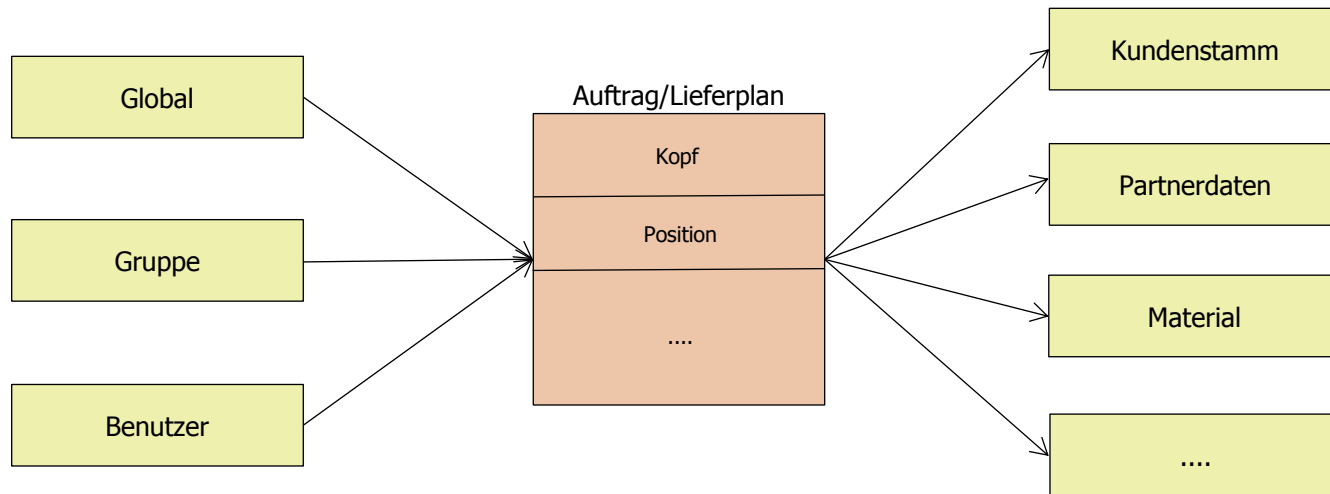 Global
Gruppe
Benutzer
Auftrag/Lieferplan
Kopf
Position
....
Kundenstamm
Partnerdaten
Material
....